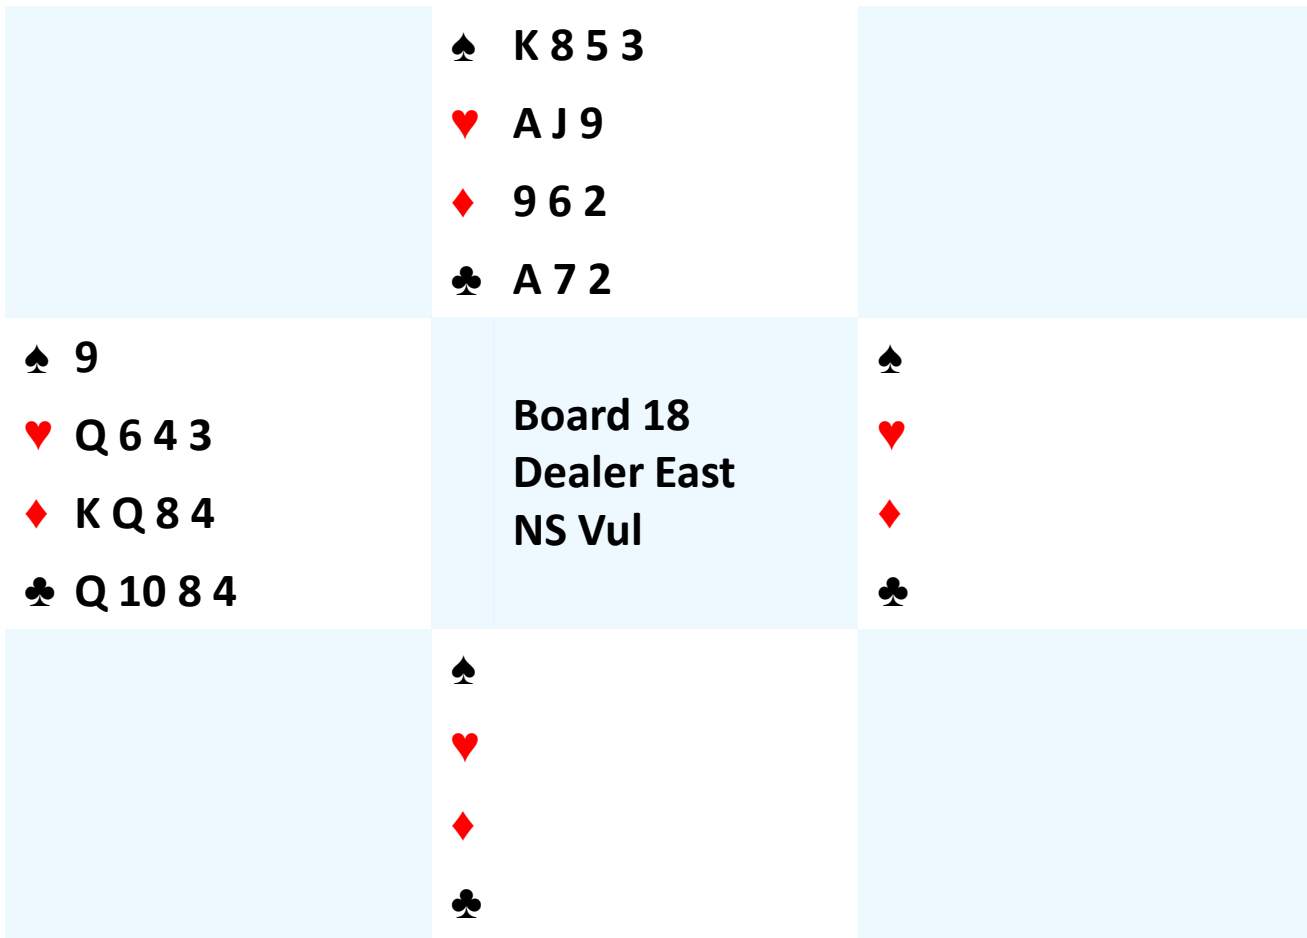 ♠ K 8 5 3
♥ A J 9
♦ 9 6 2
♣ A 7 2
♠ 9
♥ Q 6 4 3
♦ K Q 8 4
♣ Q 10 8 4
Board 18
Dealer East
NS Vul
♠
♥
♦
♣
♠
♥
♦
♣